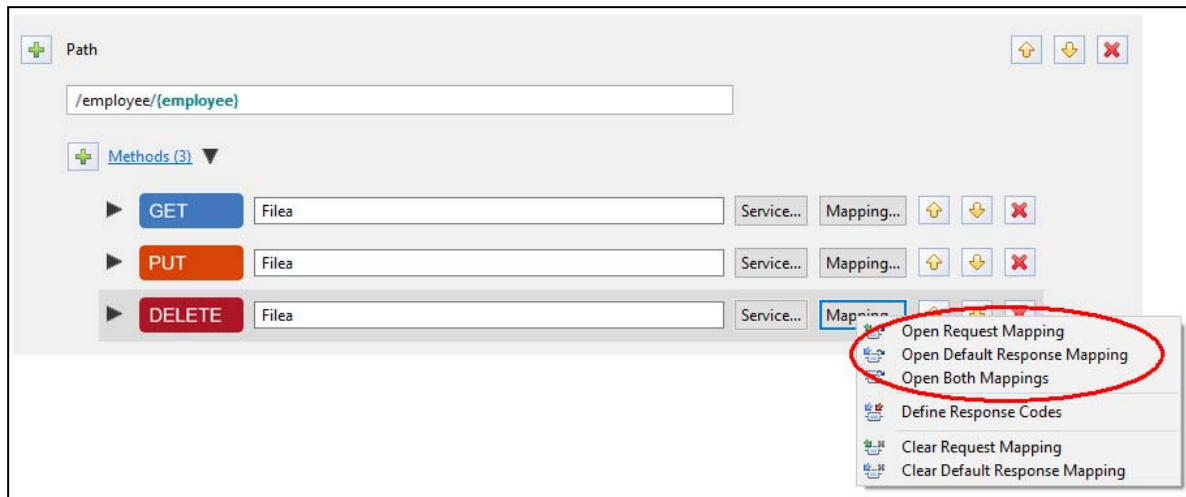 Path
/employee/{employee}
Methods (3)
GET Filea Service... Mapping...
PUT Filea Service... Mapping...
DELETE Filea Service... Mapping...
Open Request Mapping
Open Default Response Mapping
Open Both Mappings
Define Response Codes
Clear Request Mapping
Clear Default Response Mapping